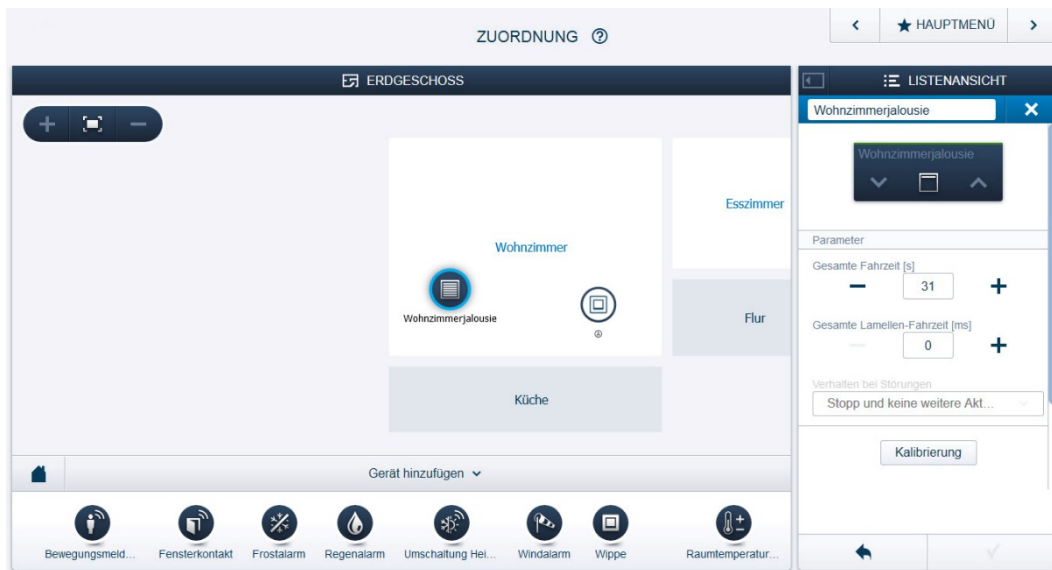 ZUORDNUNG
HAUPTMENÜ
ERDGESCHOSS
LISTENANSICHT
Wohnzimmerjalousie
Wohnzimmerjalousie
Esszimmer
Wohnzimmer
Parameter
Gesamte Fahrzeit [s]
31
Wohnzimmerjalousie
Flur
Gesamte Lamellen-Fahrzeit [ms]
0
Verhalten bei Störungen
Stopp und keine weitere Akt...
Küche
Kalibrierung
Gerät hinzufügen
Bewegungsmeld... Fensterkontakt Frostalarm Regenalarm Umschaltung Hei... Windalarm Wippe Raumtemperatur...